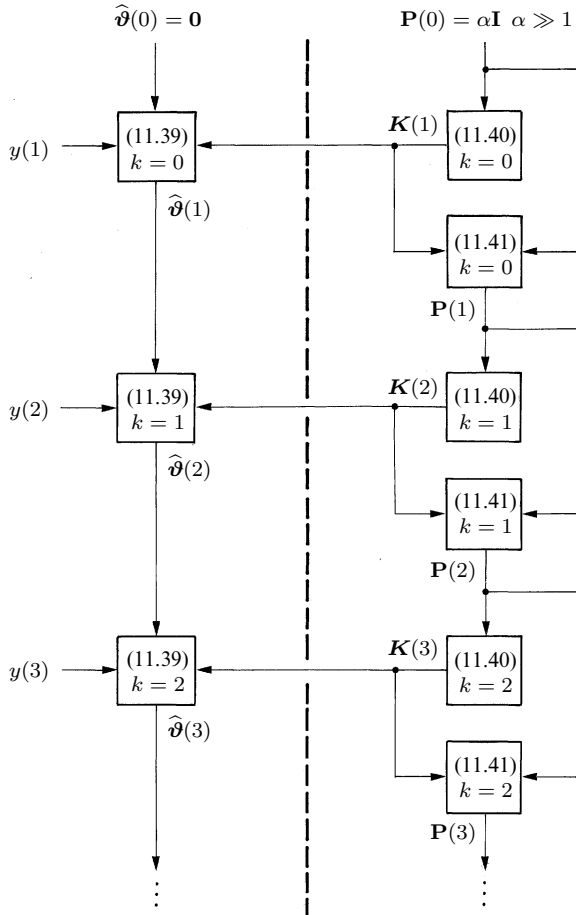 𝝑̂(0) = 𝟎
𝐏(0) = α𝐈 α ≫ 1
𝑲(1)
y(1)
(11.39)
k = 0
(11.40)
k = 0
𝝑̂(1)
(11.41)
k = 0
𝐏(1)
𝑲(2)
y(2)
(11.39)
k = 1
(11.40)
k = 1
𝝑̂(2)
(11.41)
k = 1
𝐏(2)
𝑲(3)
y(3)
(11.39)
k = 2
(11.40)
k = 2
𝝑̂(3)
(11.41)
k = 2
𝐏(3)
⋮
⋮